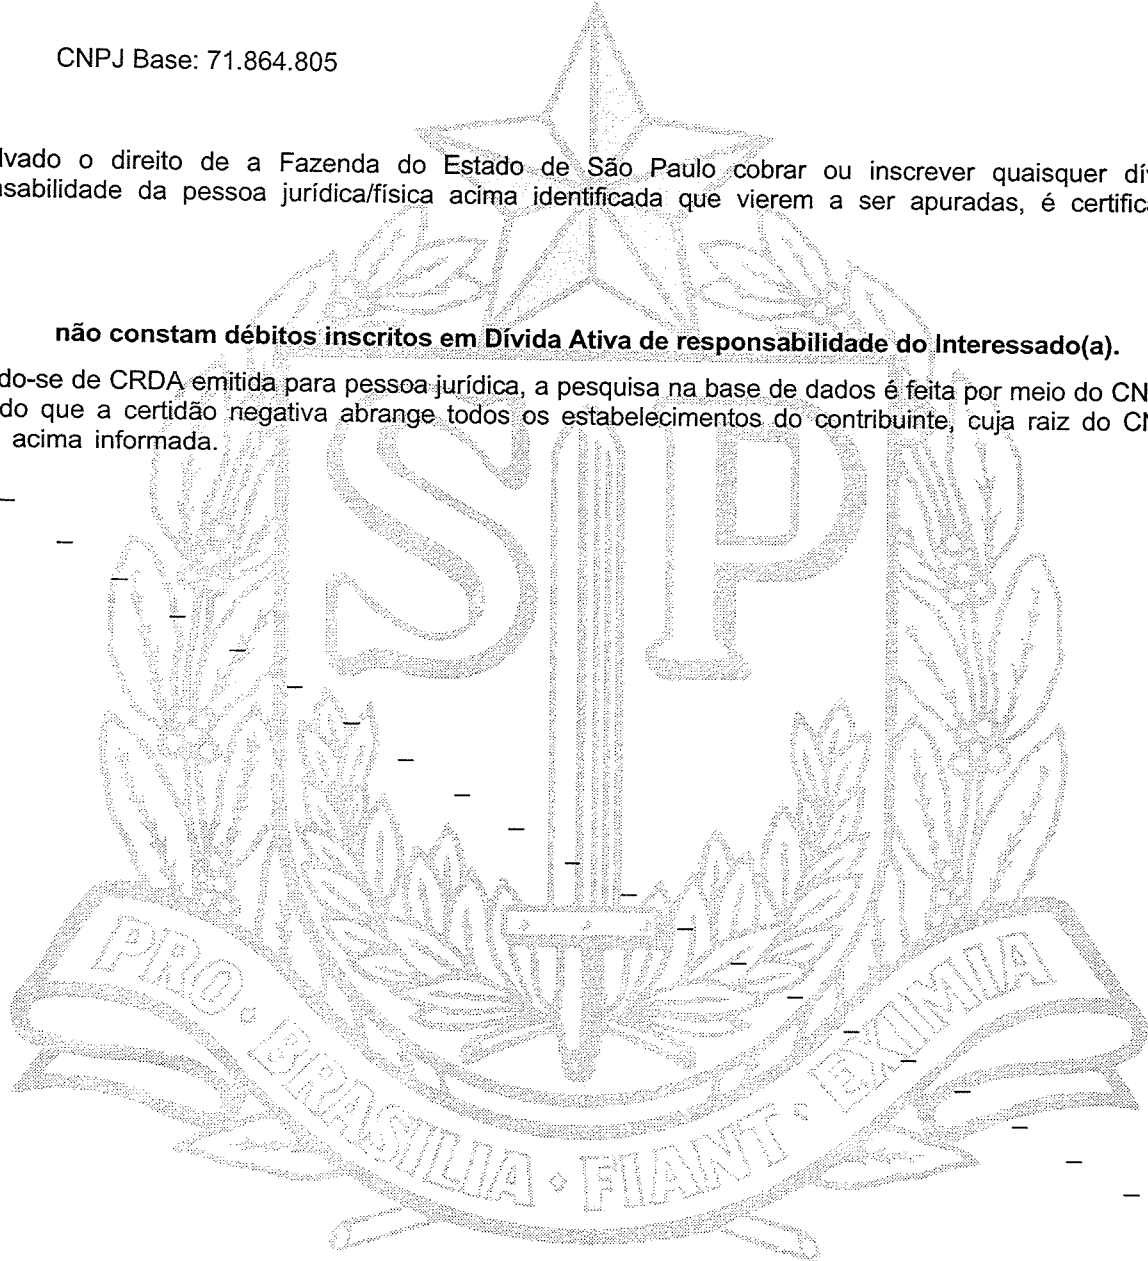 CNPJ Base: 71.864.805
lvado o direito de a Fazenda do Estado de São Paulo cobrar ou inscrever quaisquer dív
nsabilidade da pessoa jurídica/física acima identificada que vierem a ser apuradas, é certific
não constam débitos inscritos em Dívida Ativa de responsabilidade do Interessado(a).
do-se de CRDA emitida para pessoa jurídica, a pesquisa na base de dados é feita por meio do CN
do que a certidão negativa abrange todos os estabelecimentos do contribuinte, cuja raiz do CN
acima informada.
SP
PRO · BRASILIA · FIANT · EXIMIA